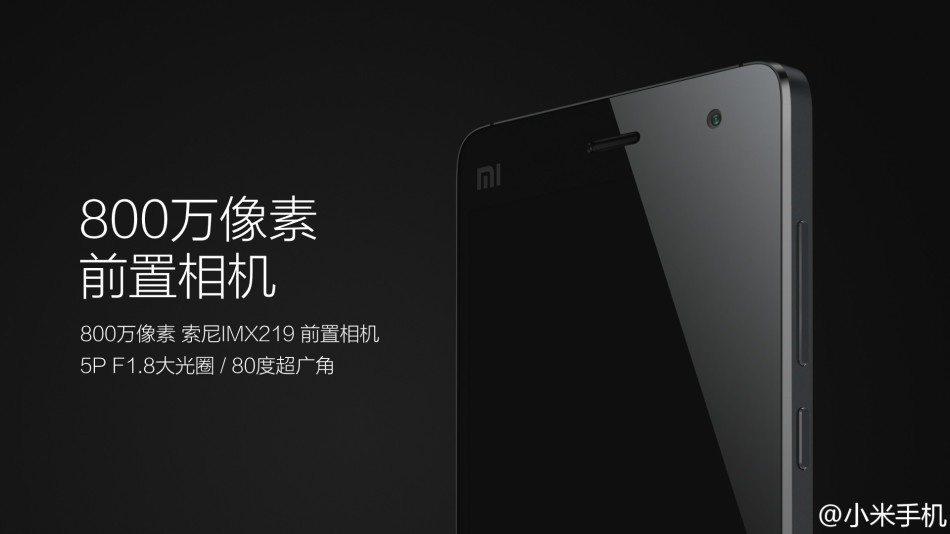 800万像素
前置相机
800万像素 索尼IMX219 前置相机
5P F1.8大光圈 / 80度超广角
mi
@小米手机